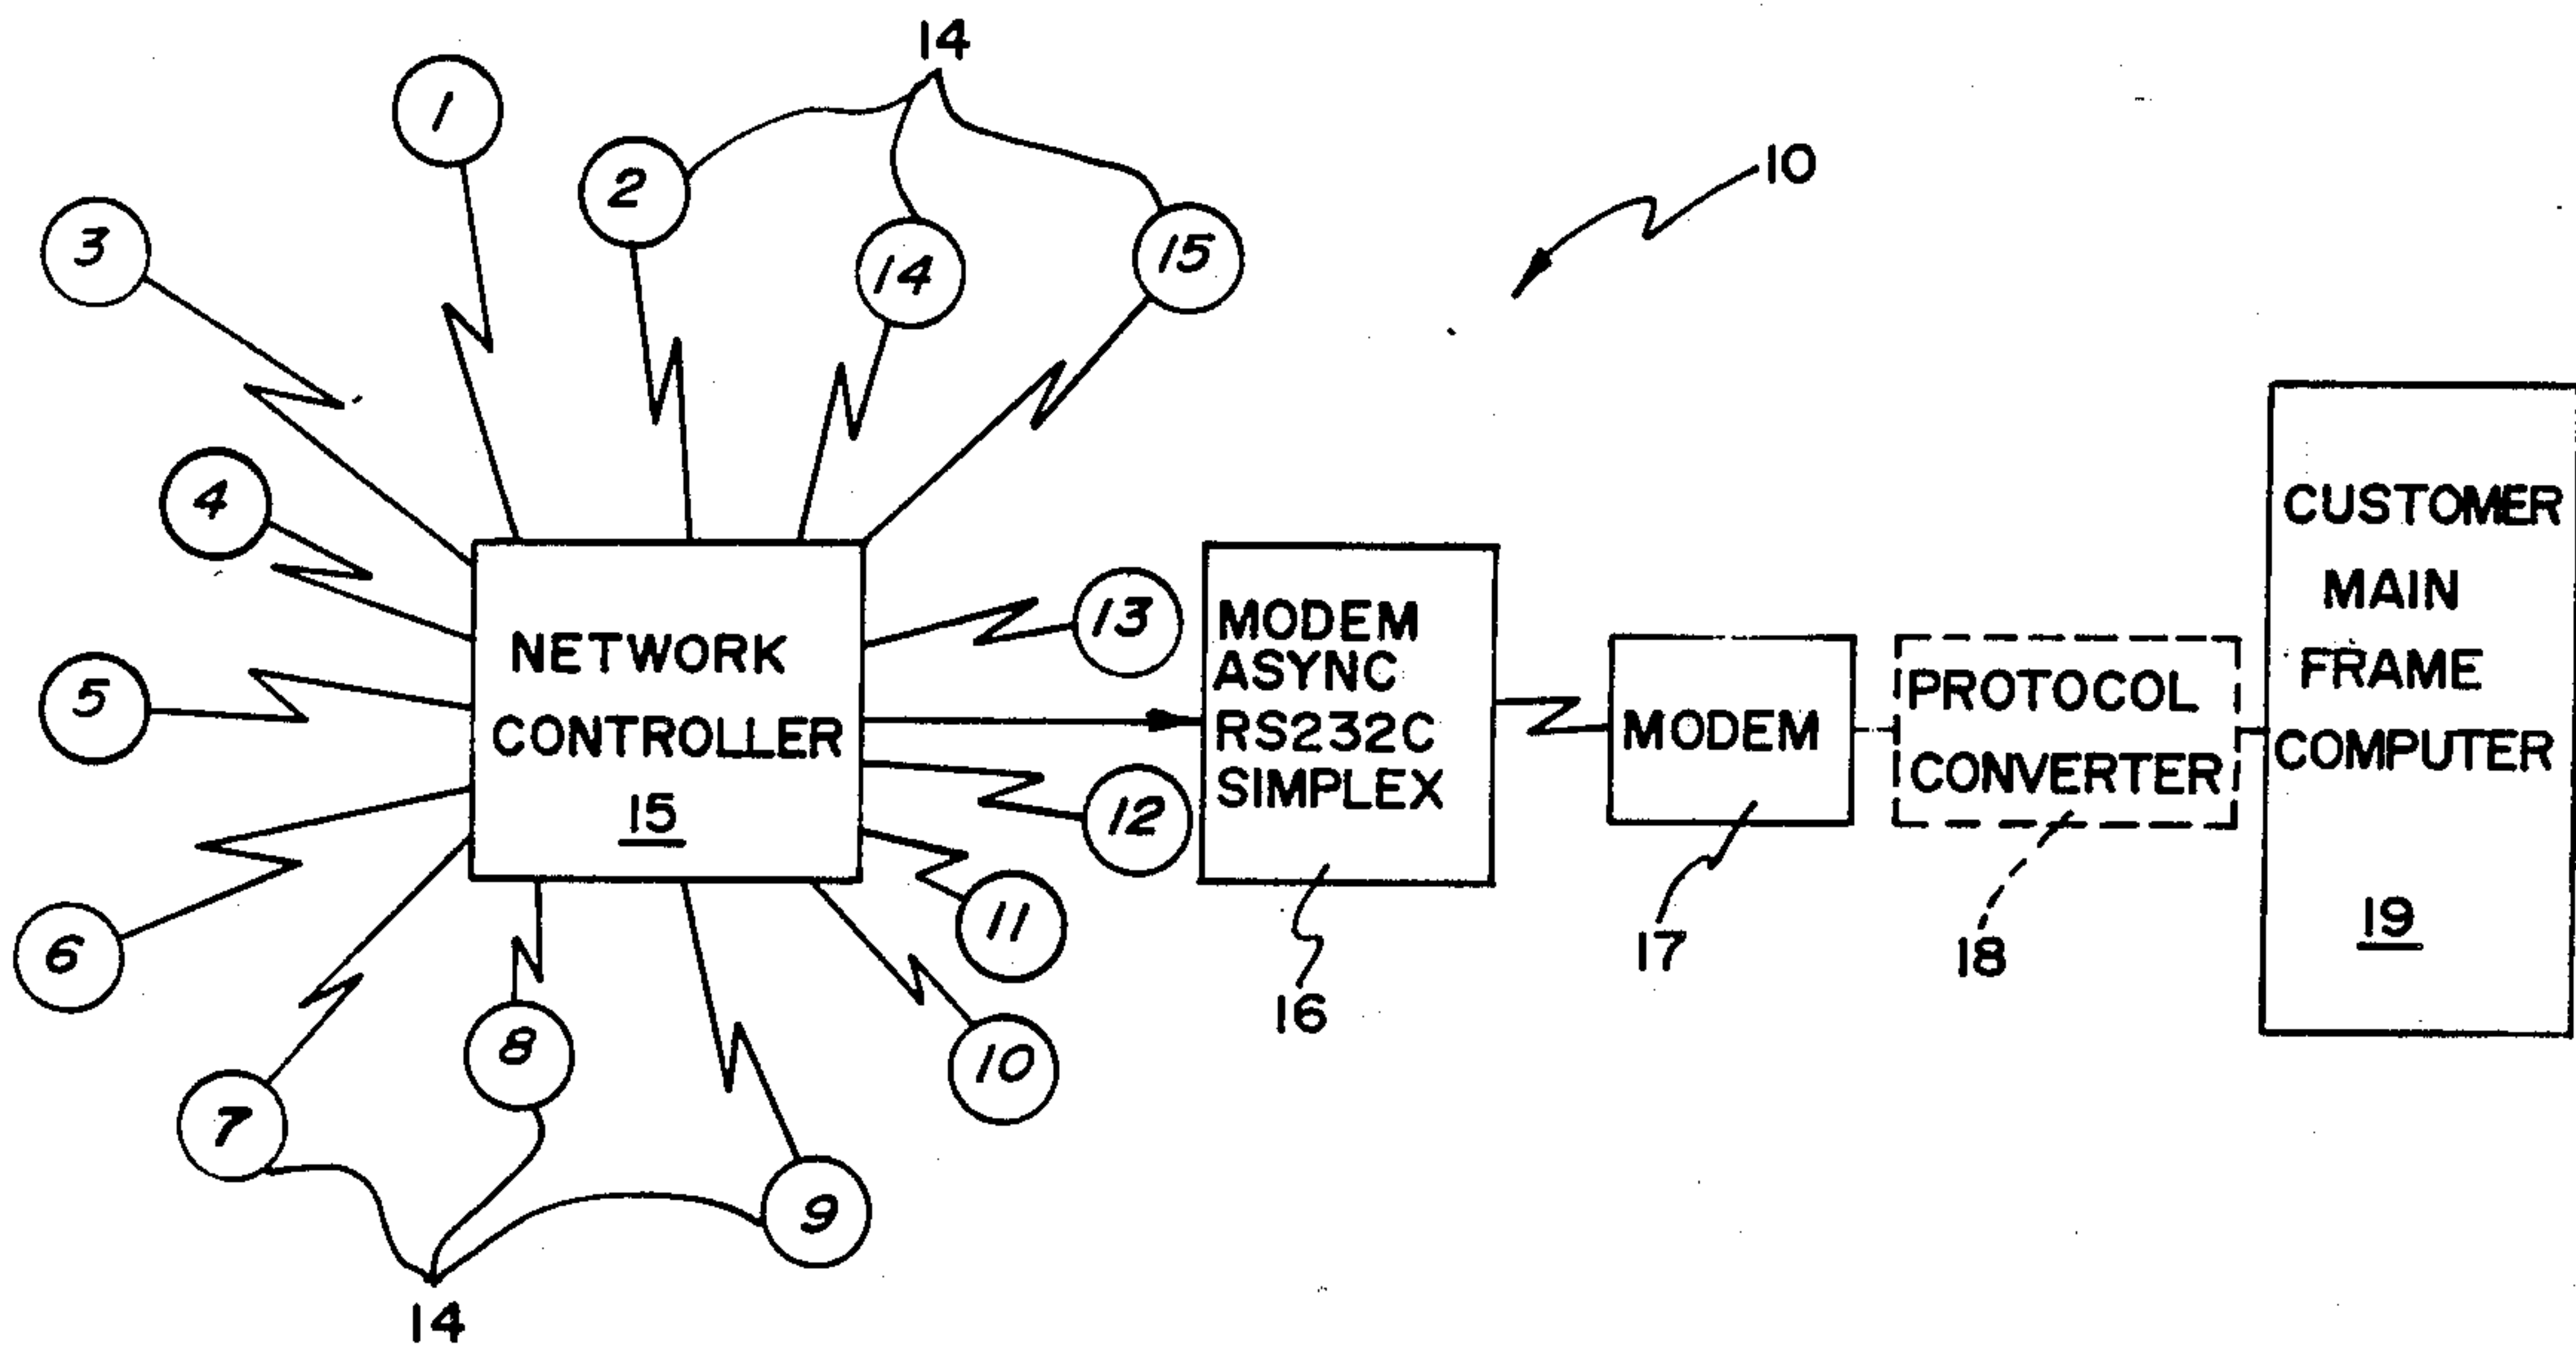 14
1
2
10
3
14
15
4
5
6
7
8
9
10
11
12
13
NETWORK
CONTROLLER
15
MODEM
ASYNC
RS232C
SIMPLEX
16
MODEM
17
PROTOCOL
CONVERTER
18
CUSTOMER
MAIN
FRAME
COMPUTER
19
14